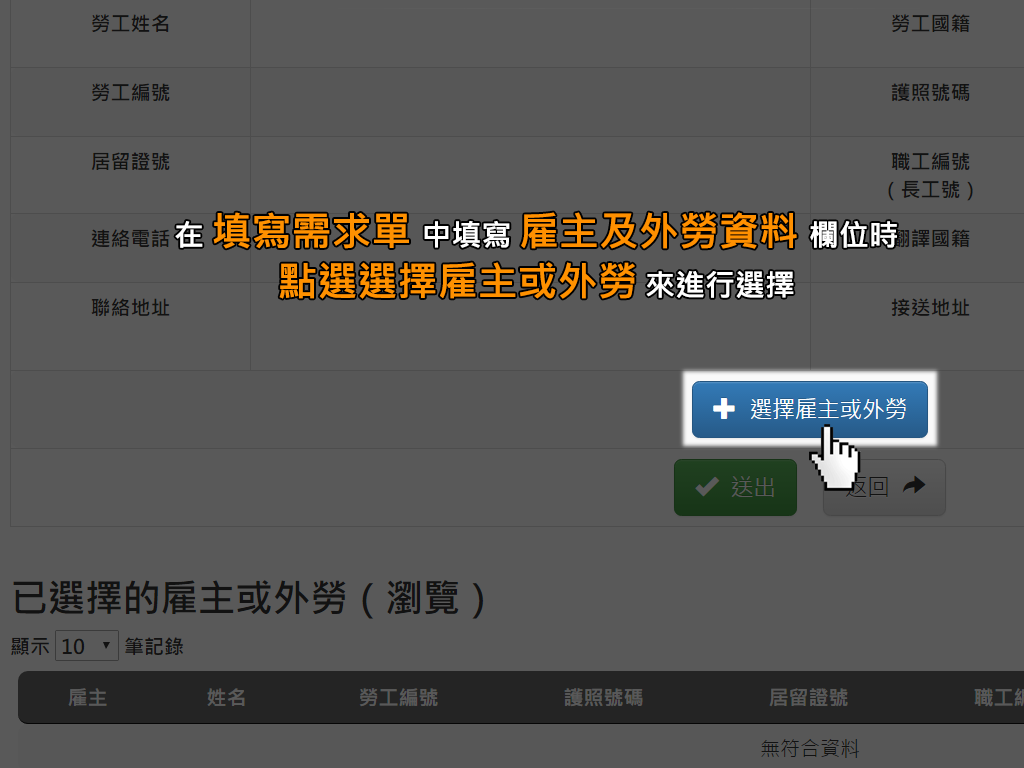 勞工姓名 勞工國籍
勞工編號 護照號碼
居留證號 職工編號
( 長工號 )
在 填寫需求單 中填寫 雇主及外勞資料 欄位時
連絡電話 翻譯國籍
點選選擇雇主或外勞 來進行選擇
聯絡地址 接送地址
選擇雇主或外勞
送出 返回
已選擇的雇主或外勞 ( 瀏覽 )
顯示 10 筆記錄
雇主 姓名 勞工編號 護照號碼 居留證號 職工編
無符合資料